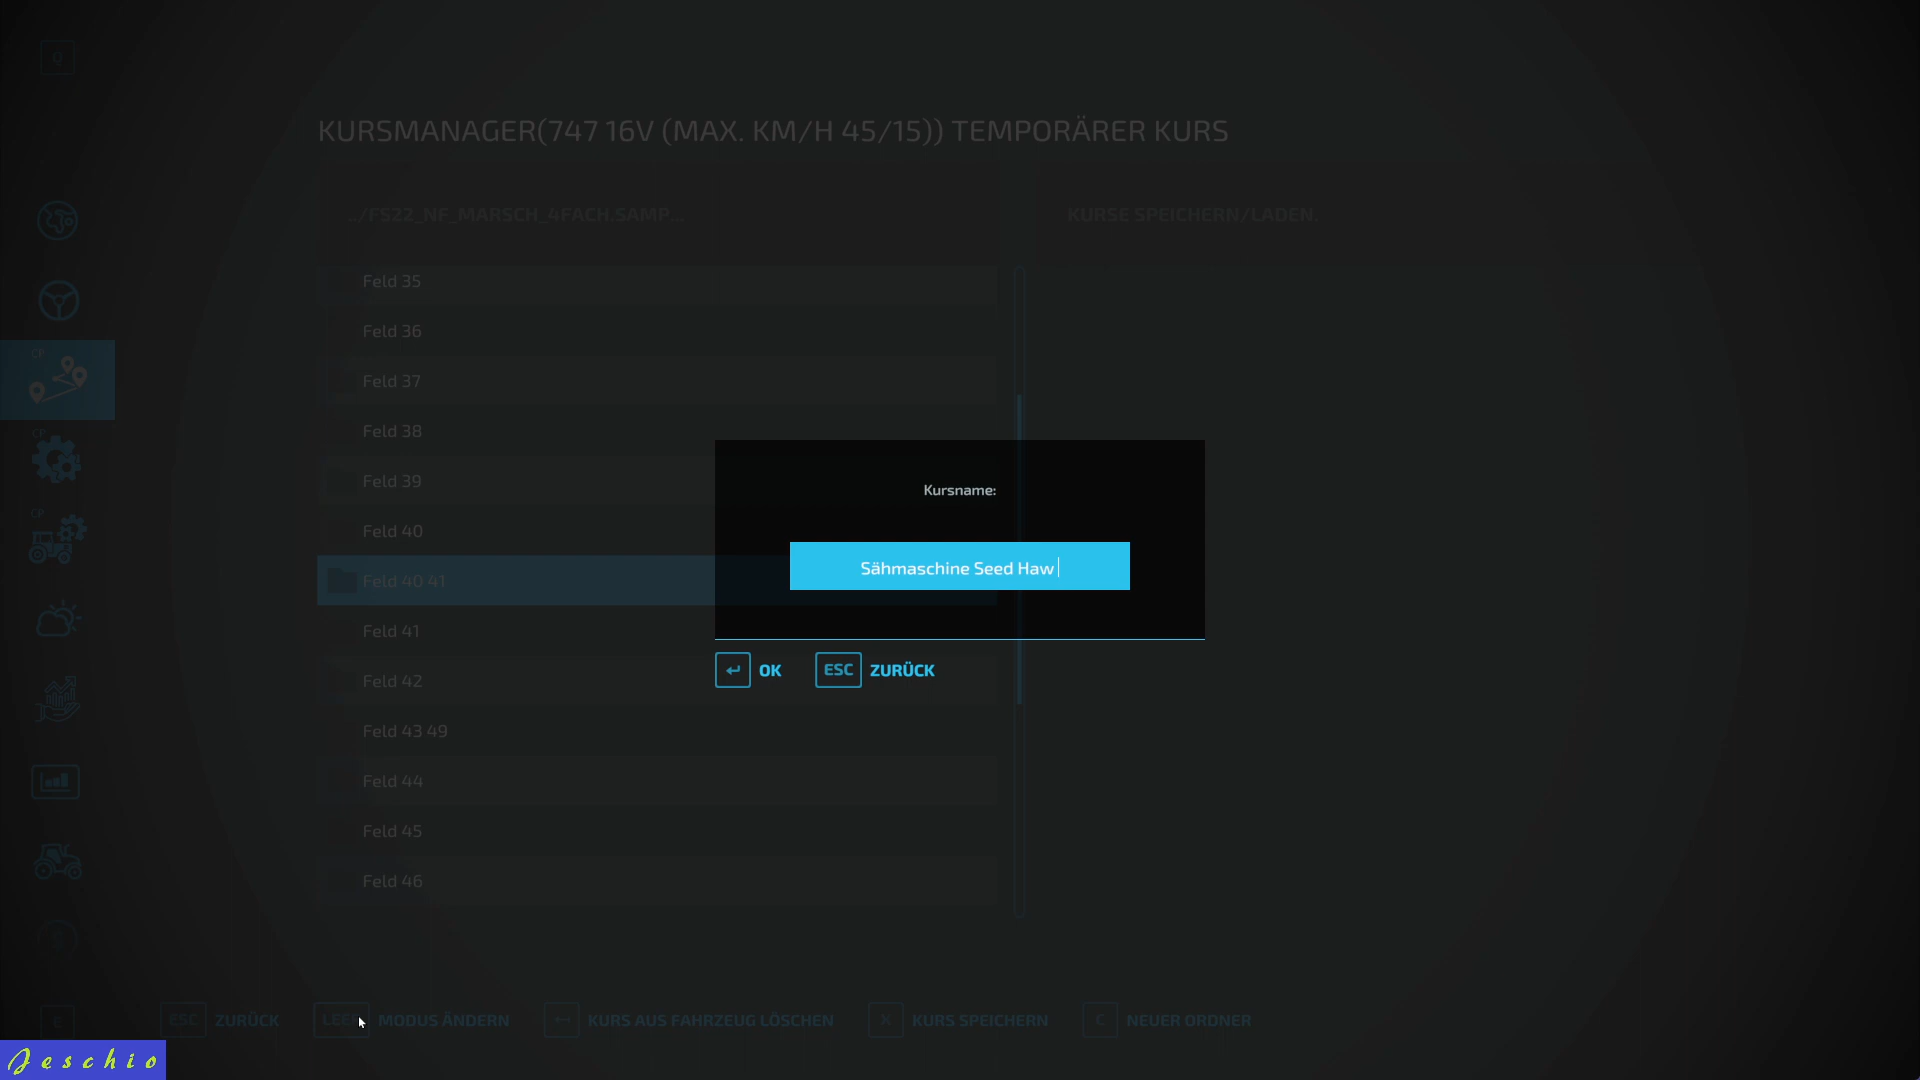 Q
KURSMANAGER(747 16V (MAX. KM/H 45/15)) TEMPORÄRER KURS
../FS22_NF_MARSCH_4FACH.SAMP...
KURSE SPEICHERN/LADEN.
Feld 35
Feld 36
Feld 37
CP
Feld 38
CP
Feld 39
Kursname:
CP
Feld 40
Sähmaschine Seed Haw
Feld 40 41
Feld 41
OK
ESC ZURÜCK
Feld 42
Feld 43 49
Feld 44
Feld 45
Feld 46
E
ESC ZURÜCK
MODUS ÄNDERN
KURS AUS FAHRZEUG LÖSCHEN
X KURS SPEICHERN
C NEUER ORDNER
Jeschio